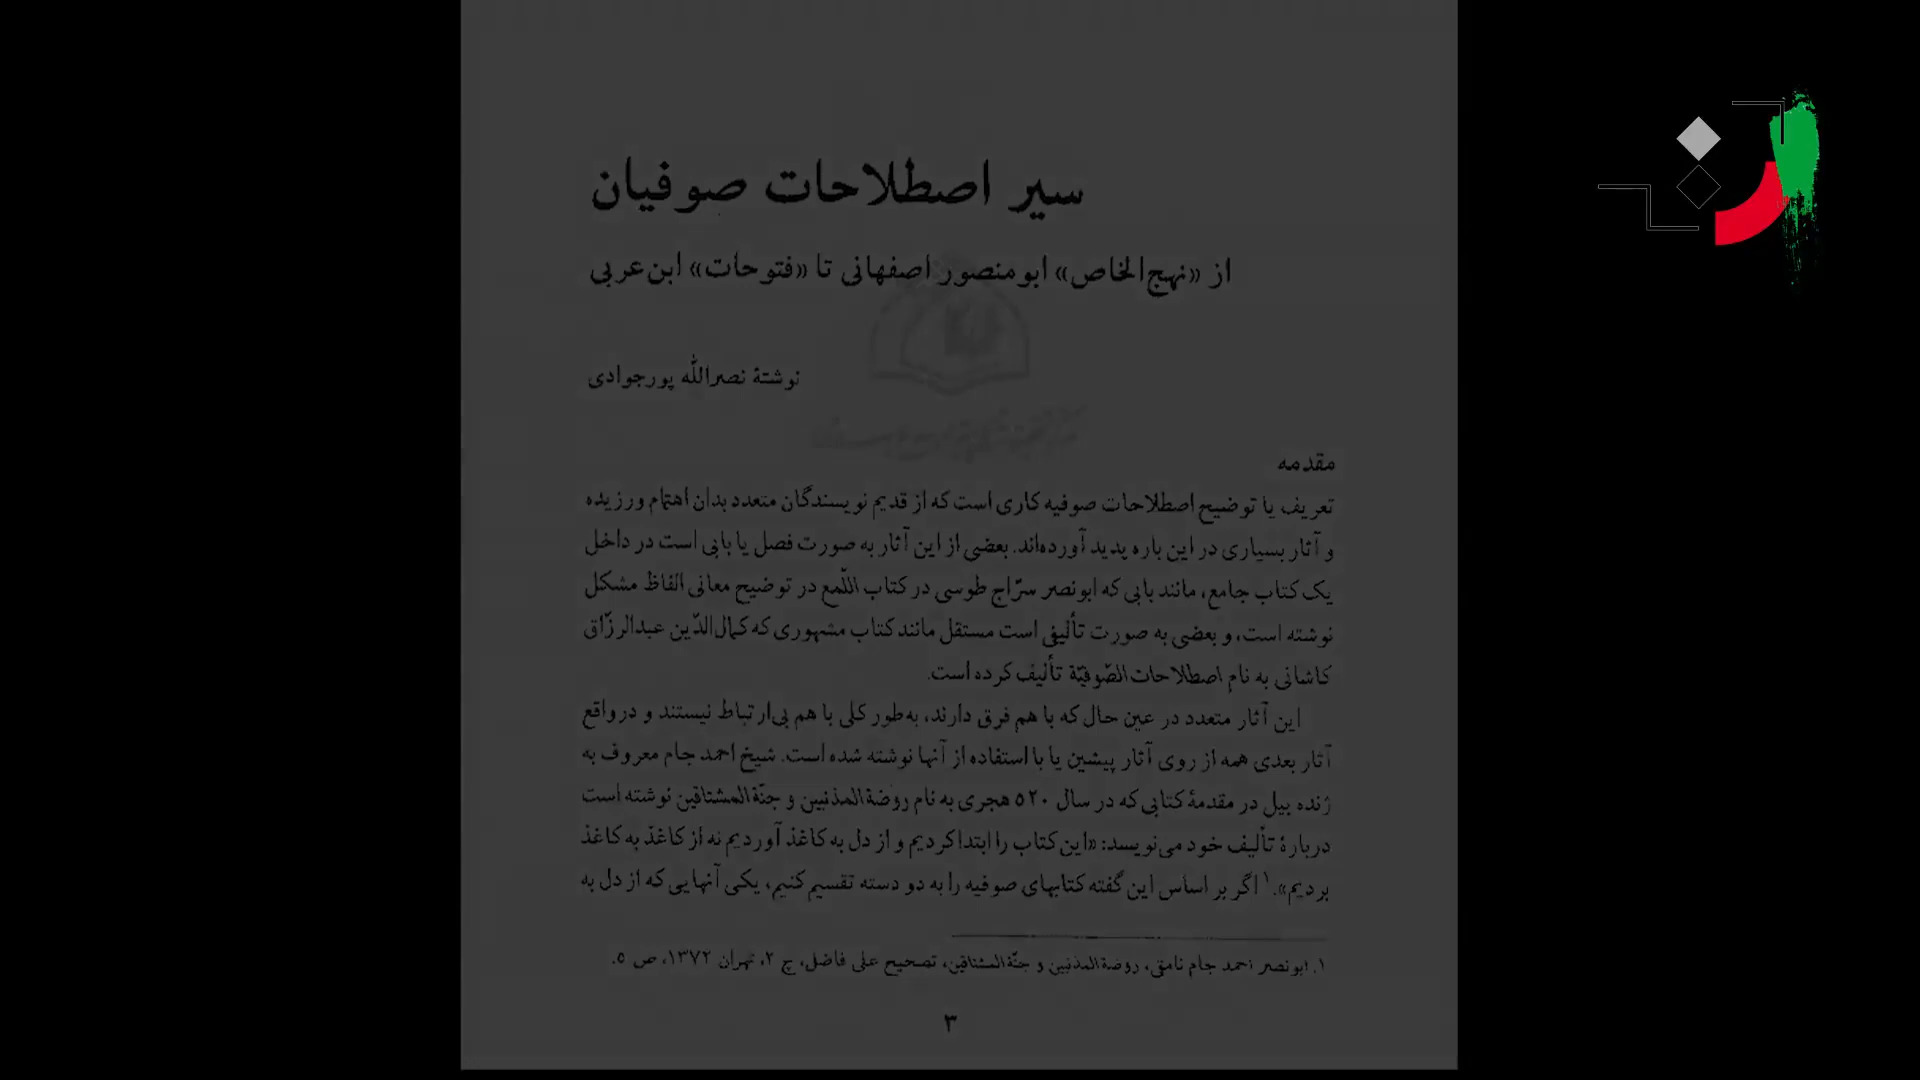 سیر اصطلاحات صوفیان
از «نهج‌الخاص» ابومنصور اصفهانی تا «فتوحات» ابن‌عربی
نوشتهٔ نصرالله پورجوادی
مقدمه
تعریف یا توضیح اصطلاحات صوفیه کاری است که از قدیم نویسندگان متعدد بدان اهتمام ورزیده
و آثار بسیاری در این باره پدید آورده‌اند. بعضی از این آثار به صورت فصل یا بابی است در داخل
یک کتاب جامع، مانند بابی که ابونصر سرّاج طوسی در کتاب اللّمع در توضیح معانی الفاظ مشکل
نوشته است، و بعضی به صورت تألیفی است مستقل مانند کتاب مشهوری که کمال‌الدّین عبدالرزّاق
کاشانی به نام اصطلاحات‌الصّوفیّة تألیف کرده است.
این آثار متعدد در عین حال که با هم فرق دارند، به‌طور کلی با هم بی‌ارتباط نیستند و درواقع
آثار بعدی همه از روی آثار پیشین یا با استفاده از آنها نوشته شده است. شیخ احمد جام معروف به
ژنده پیل در مقدمهٔ کتابی که در سال ۵۲۰ هجری به نام روضة‌المذنبین و جنّة‌المشتاقین نوشته است
دربارهٔ تألیف خود می‌نویسد: «این کتاب را ابتدا کردیم و از دل به کاغذ آوردیم نه از کاغذ به کاغذ
بردیم».۱ اگر بر اساس این گفته کتابهای صوفیه را به دو دسته تقسیم کنیم، یکی آنهایی که از دل به
۱. ابونصر احمد جام نامقی، روضة‌المذنبین و جنّة‌المشتاقین، تصحیح علی فاضل، چ ۲، تهران ۱۳۷۲، ص ۵.
۳